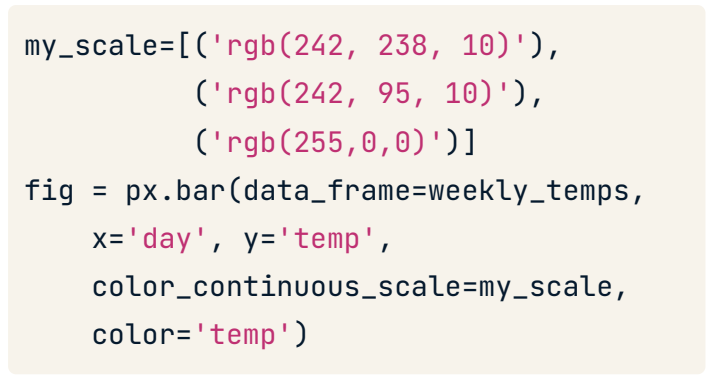 my_scale=[('rgb(242, 238, 10)'),
('rgb(242, 95, 10)'),
('rgb(255,0,0)')]
fig = px.bar(data_frame=weekly_temps,
x='day', y='temp',
color_continuous_scale=my_scale,
color='temp')